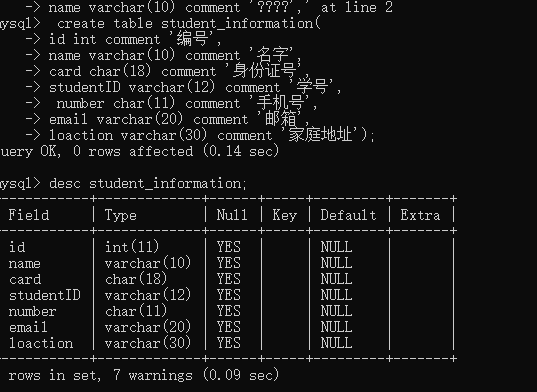 -> name varchar(10) comment '????',' at line 2
mysql>  create table student_information(
-> id int comment '编号',
-> name varchar(10) comment '名字',
-> card char(18) comment '身份证号',
-> studentID varchar(12) comment '学号',
->  number char(11) comment '手机号',
-> email varchar(20) comment '邮箱',
-> loaction varchar(30) comment '家庭地址');
uery OK, 0 rows affected (0.14 sec)
mysql> desc student_information;
Field | Type | Null | Key | Default | Extra |
id | int(11) | YES | | NULL | |
name | varchar(10) | YES | | NULL | |
card | char(18) | YES | | NULL | |
studentID | varchar(12) | YES | | NULL | |
number | char(11) | YES | | NULL | |
email | varchar(20) | YES | | NULL | |
loaction | varchar(30) | YES | | NULL | |
rows in set, 7 warnings (0.09 sec)